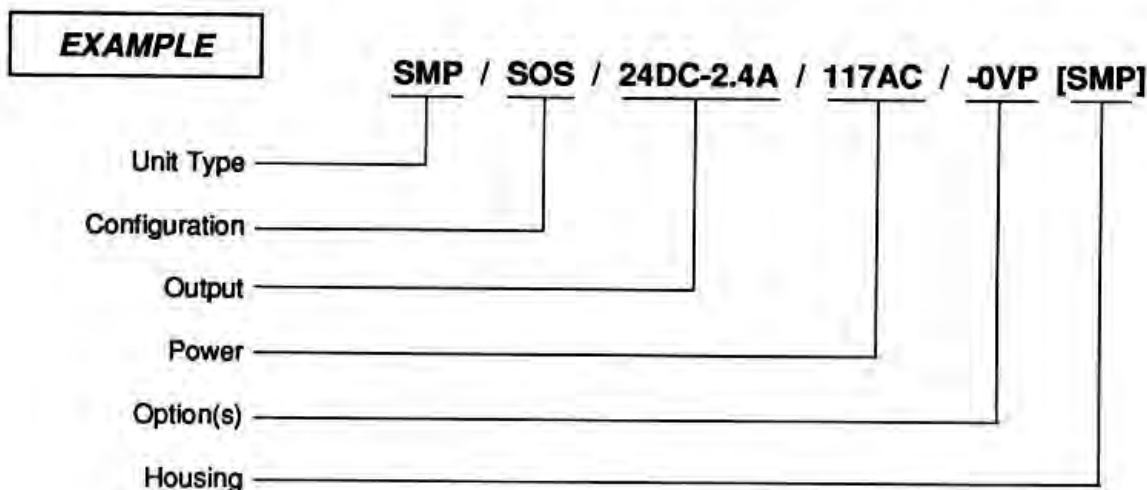 EXAMPLE
SMP / SOS / 24DC-2.4A / 117AC / -0VP [SMP]
Unit Type
Configuration
Output
Power
Option(s)
Housing